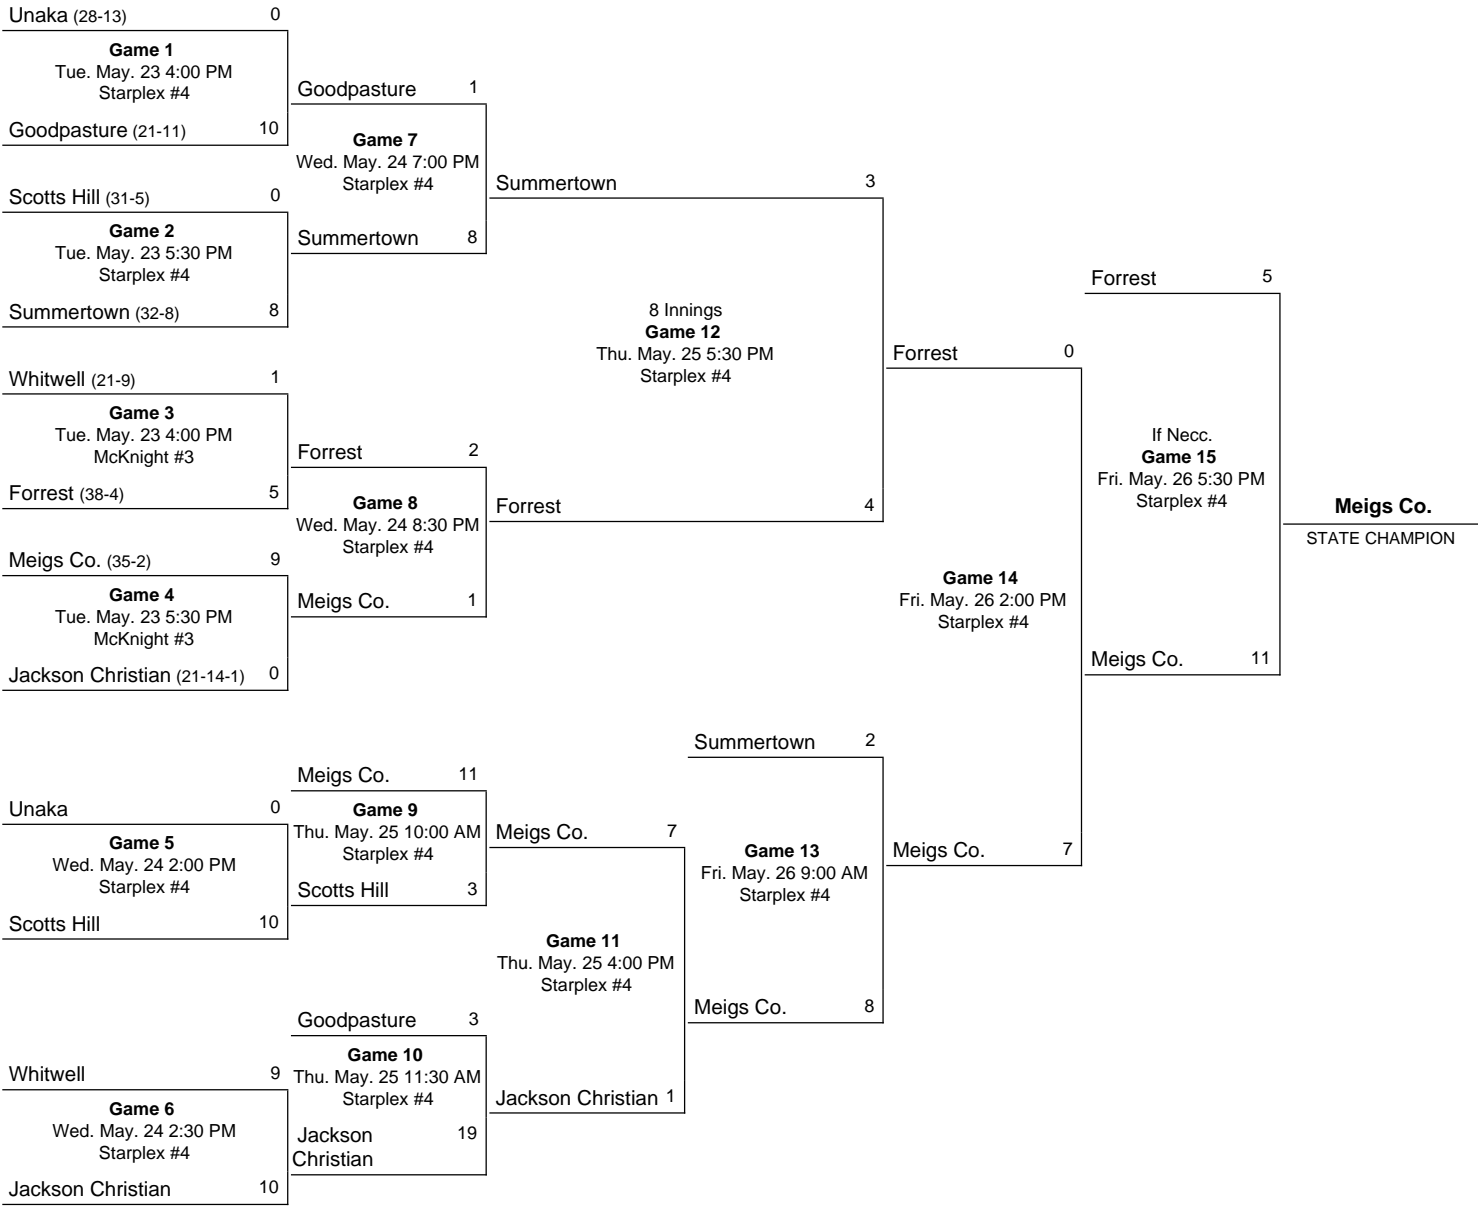 Unaka (28-13) 0
Game 1
Tue. May. 23 4:00 PM
Starplex #4
Goodpasture (21-11) 10
Scotts Hill (31-5) 0
Game 2
Tue. May. 23 5:30 PM
Starplex #4
Summertown (32-8) 8
Whitwell (21-9) 1
Game 3
Tue. May. 23 4:00 PM
McKnight #3
Forrest (38-4) 5
Meigs Co. (35-2) 9
Game 4
Tue. May. 23 5:30 PM
McKnight #3
Jackson Christian (21-14-1) 0
Unaka 0
Game 5
Wed. May. 24 2:00 PM
Starplex #4
Scotts Hill 10
Whitwell 9
Game 6
Wed. May. 24 2:30 PM
Starplex #4
Jackson Christian 10
Goodpasture 1
Game 7
Wed. May. 24 7:00 PM
Starplex #4
Summertown 8
Forrest 2
Game 8
Wed. May. 24 8:30 PM
Starplex #4
Meigs Co. 1
Meigs Co. 11
Game 9
Thu. May. 25 10:00 AM
Starplex #4
Scotts Hill 3
Goodpasture 3
Game 10
Thu. May. 25 11:30 AM
Starplex #4
Jackson 19
Christian
Summertown 3
8 Innings
Game 12
Thu. May. 25 5:30 PM
Starplex #4
Forrest 4
Meigs Co. 7
Game 11
Thu. May. 25 4:00 PM
Starplex #4
Jackson Christian 1
Summertown 2
Game 13
Fri. May. 26 9:00 AM
Starplex #4
Meigs Co. 8
Forrest 0
Game 14
Fri. May. 26 2:00 PM
Starplex #4
Meigs Co. 7
Forrest 5
If Necc.
Game 15
Fri. May. 26 5:30 PM
Starplex #4
Meigs Co. 11
Meigs Co.
STATE CHAMPION